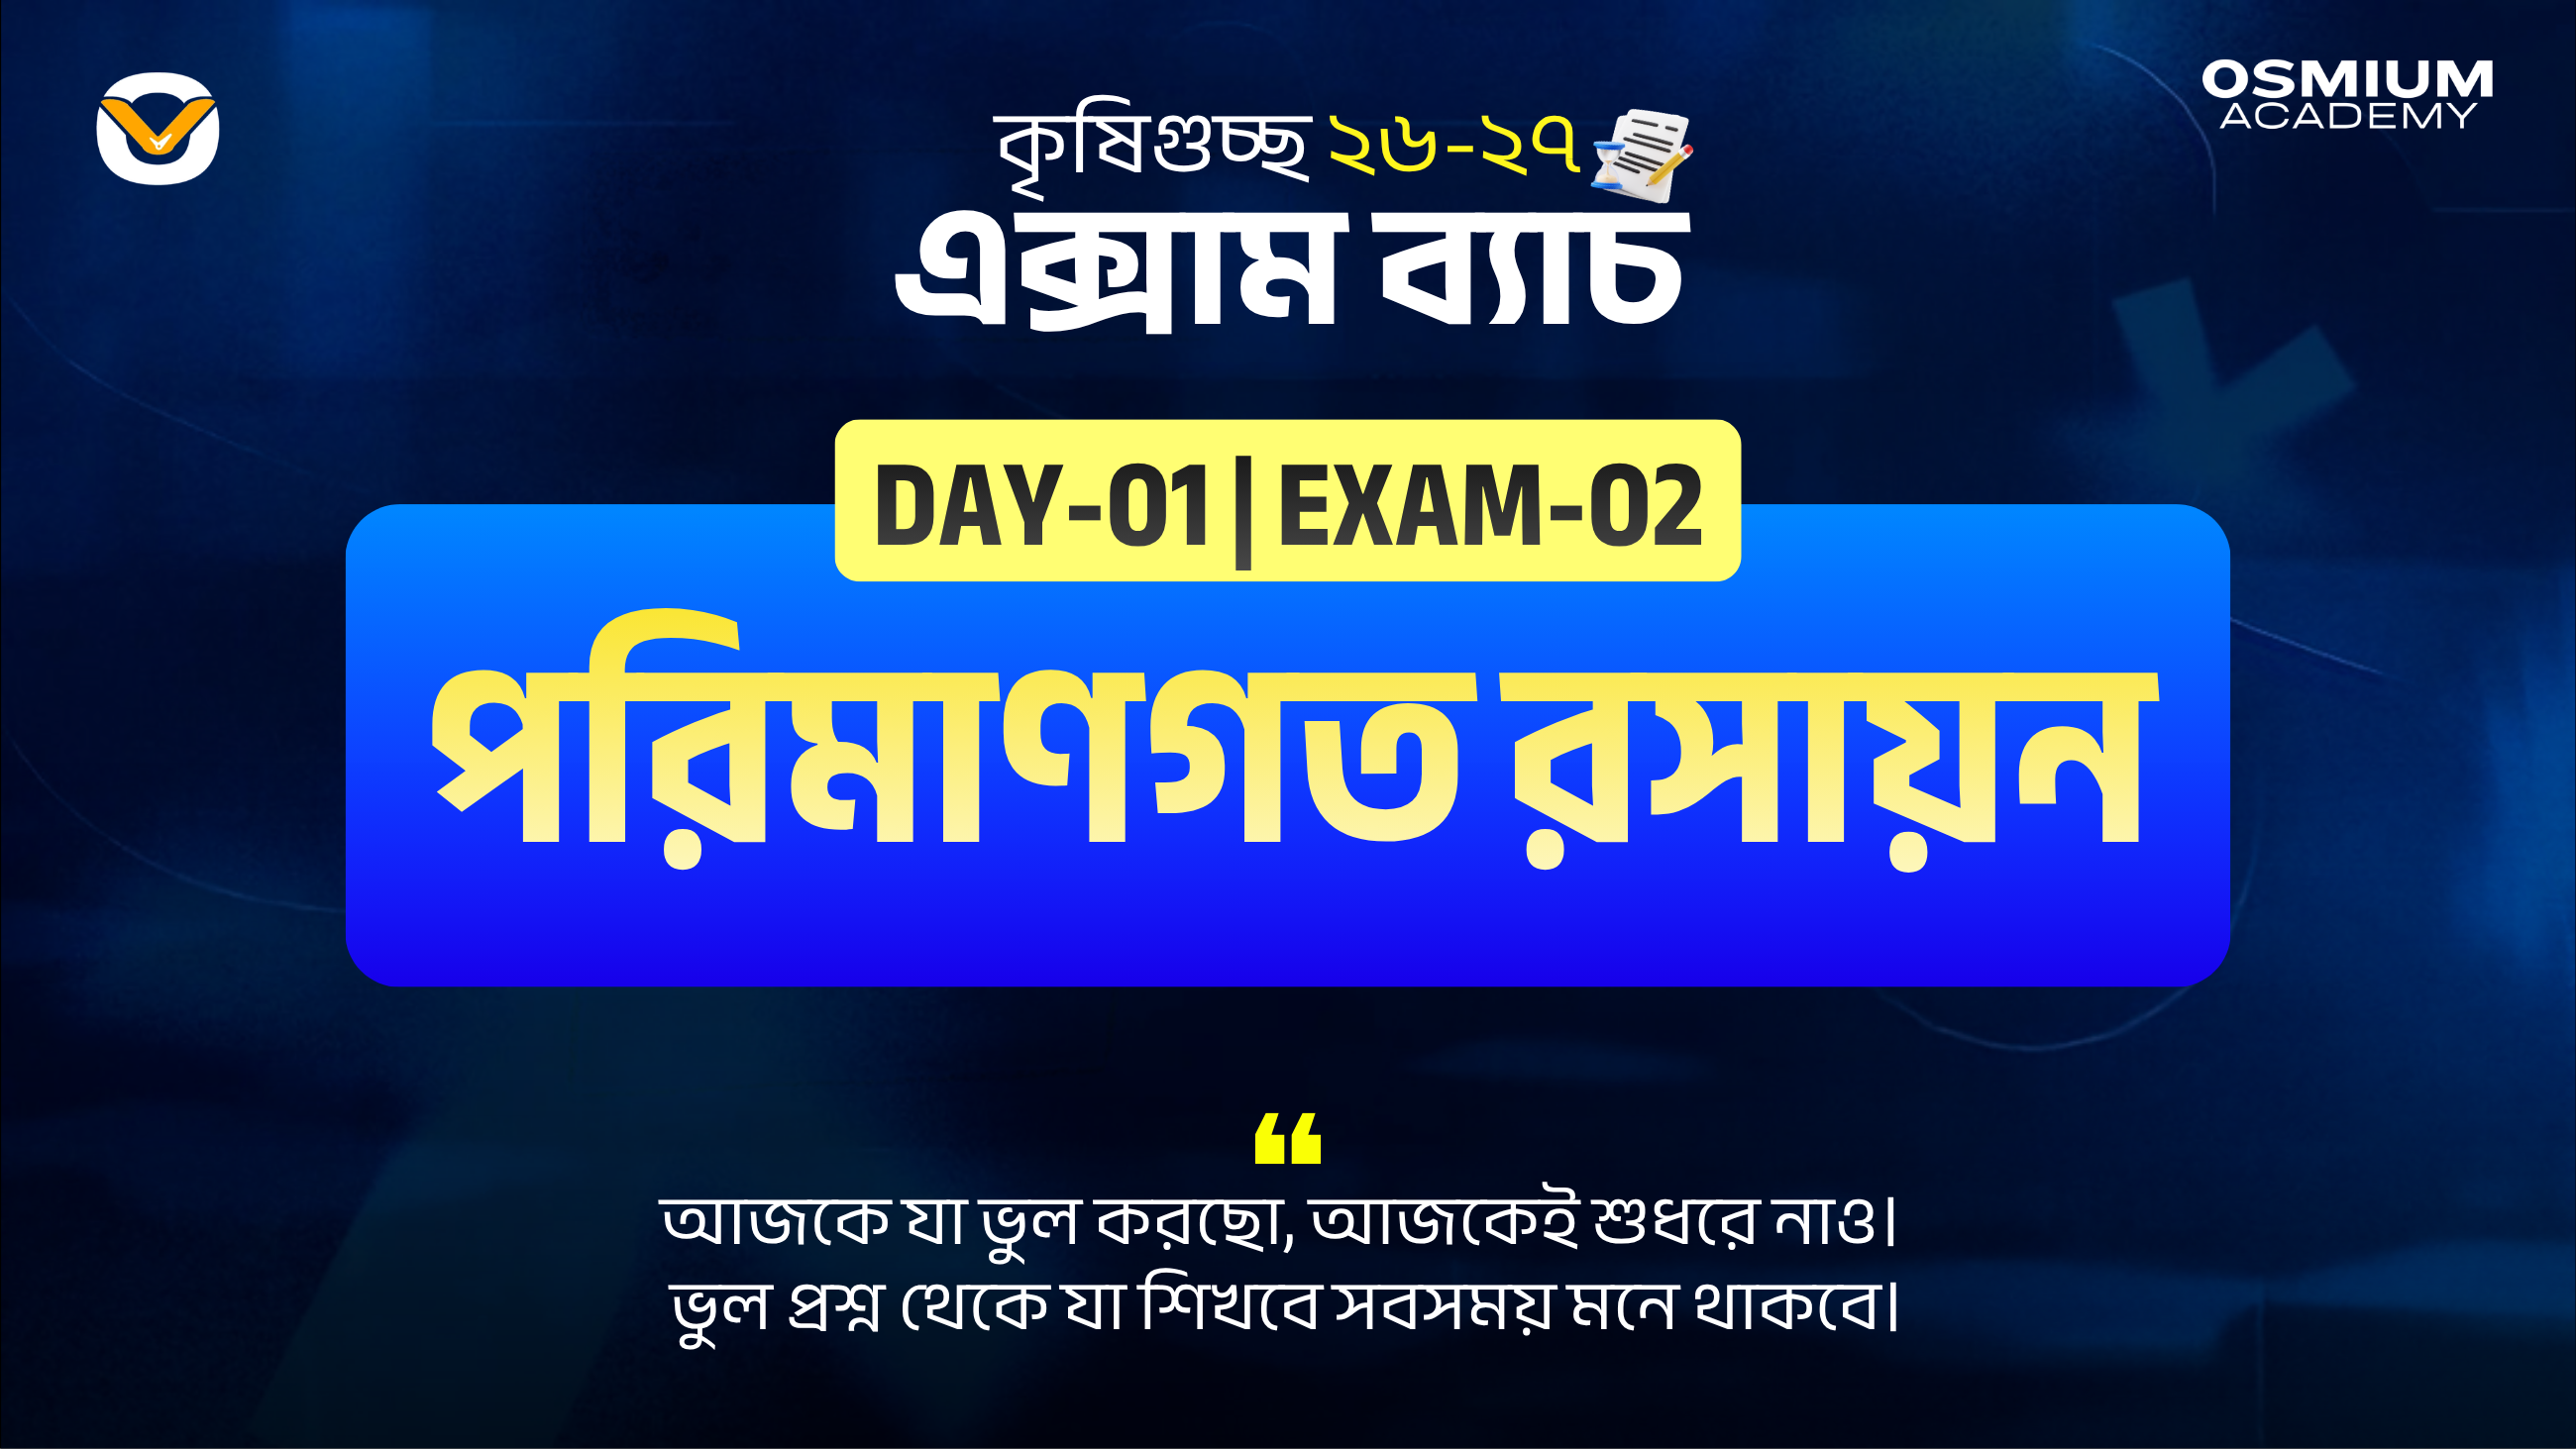 OSMIUM
ACADEMY
কৃষিগুচ্ছ ২৬-২৭
এক্সাম ব্যাচ
DAY-01 | EXAM-02
পরিমাণগত রসায়ন
❝
আজকে যা ভুল করছো, আজকেই শুধরে নাও।
ভুল প্রশ্ন থেকে যা শিখবে সবসময় মনে থাকবে।